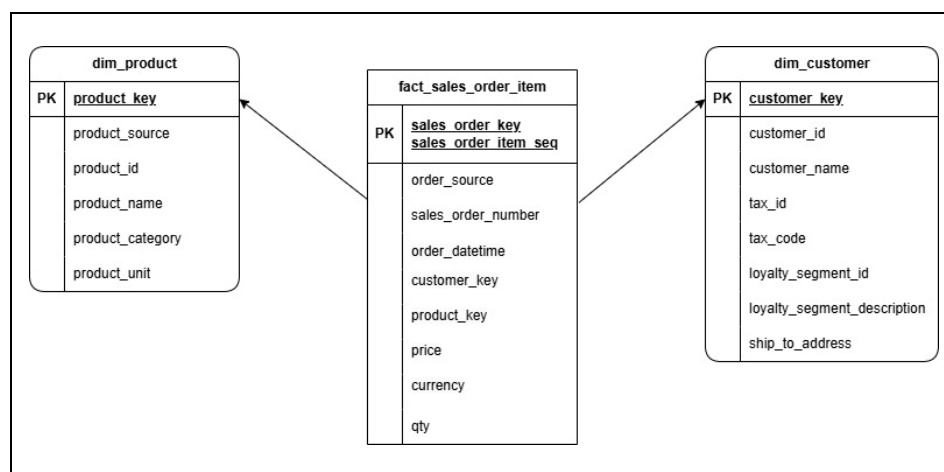 dim_product
PK product_key
product_source
product_id
product_name
product_category
product_unit
fact_sales_order_item
PK sales_order_key
sales_order_item_seq
order_source
sales_order_number
order_datetime
customer_key
product_key
price
currency
qty
dim_customer
PK customer_key
customer_id
customer_name
tax_id
tax_code
loyalty_segment_id
loyalty_segment_description
ship_to_address